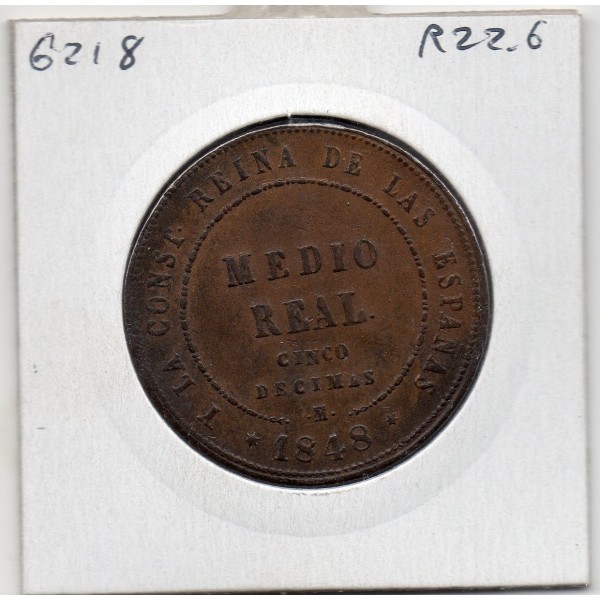 6218
R22.6
Y LA CONST. REINA DE LAS ESPAÑAS
MEDIO
REAL.
CINCO
DECIMAS
.M.
* 1848 *